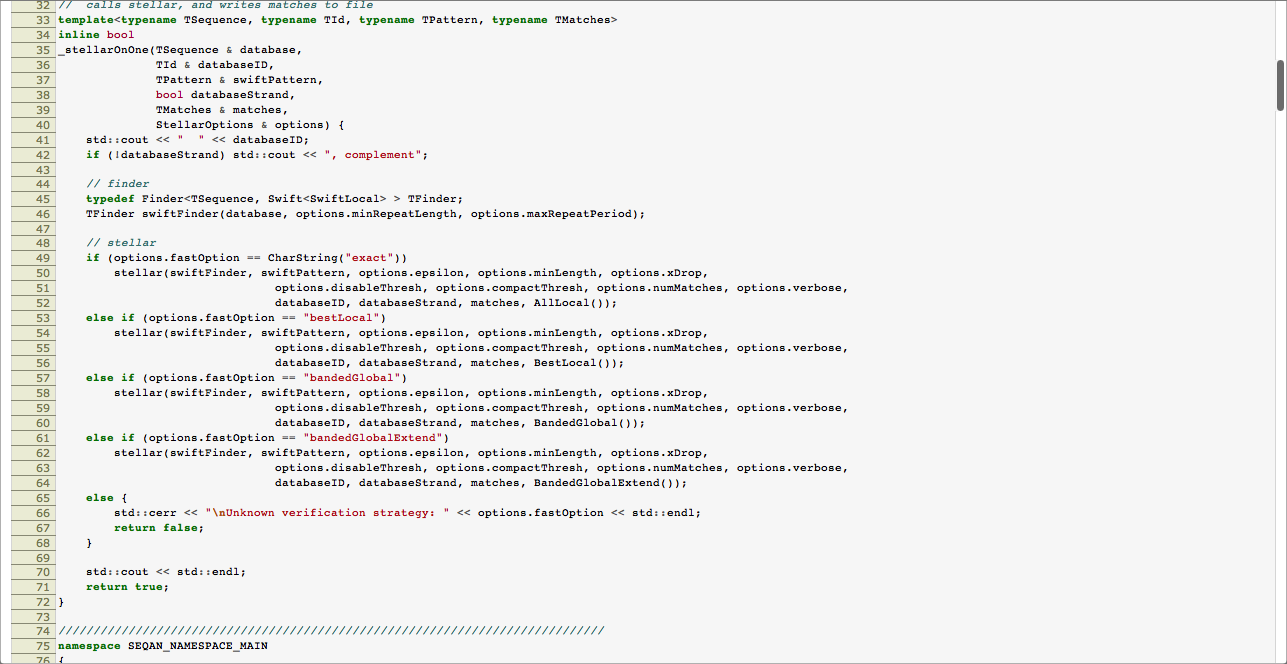 32 //  calls stellar, and writes matches to file
33 template<typename TSequence, typename TId, typename TPattern, typename TMatches>
34 inline bool
35 _stellarOnOne(TSequence & database,
36               TId & databaseID,
37               TPattern & swiftPattern,
38               bool databaseStrand,
39               TMatches & matches,
40               StellarOptions & options) {
41     std::cout << "  " << databaseID;
42     if (!databaseStrand) std::cout << ", complement";
43
44     // finder
45     typedef Finder<TSequence, Swift<SwiftLocal> > TFinder;
46     TFinder swiftFinder(database, options.minRepeatLength, options.maxRepeatPeriod);
47
48     // stellar
49     if (options.fastOption == CharString("exact"))
50         stellar(swiftFinder, swiftPattern, options.epsilon, options.minLength, options.xDrop,
51                                options.disableThresh, options.compactThresh, options.numMatches, options.verbose,
52                                databaseID, databaseStrand, matches, AllLocal());
53     else if (options.fastOption == "bestLocal")
54         stellar(swiftFinder, swiftPattern, options.epsilon, options.minLength, options.xDrop,
55                                options.disableThresh, options.compactThresh, options.numMatches, options.verbose,
56                                databaseID, databaseStrand, matches, BestLocal());
57     else if (options.fastOption == "bandedGlobal")
58         stellar(swiftFinder, swiftPattern, options.epsilon, options.minLength, options.xDrop,
59                                options.disableThresh, options.compactThresh, options.numMatches, options.verbose,
60                                databaseID, databaseStrand, matches, BandedGlobal());
61     else if (options.fastOption == "bandedGlobalExtend")
62         stellar(swiftFinder, swiftPattern, options.epsilon, options.minLength, options.xDrop,
63                                options.disableThresh, options.compactThresh, options.numMatches, options.verbose,
64                                databaseID, databaseStrand, matches, BandedGlobalExtend());
65     else {
66         std::cerr << "\nUnknown verification strategy: " << options.fastOption << std::endl;
67         return false;
68     }
69
70     std::cout << std::endl;
71     return true;
72 }
73
74 //////////////////////////////////////////////////////////////////////////////
75 namespace SEQAN_NAMESPACE_MAIN
76 {